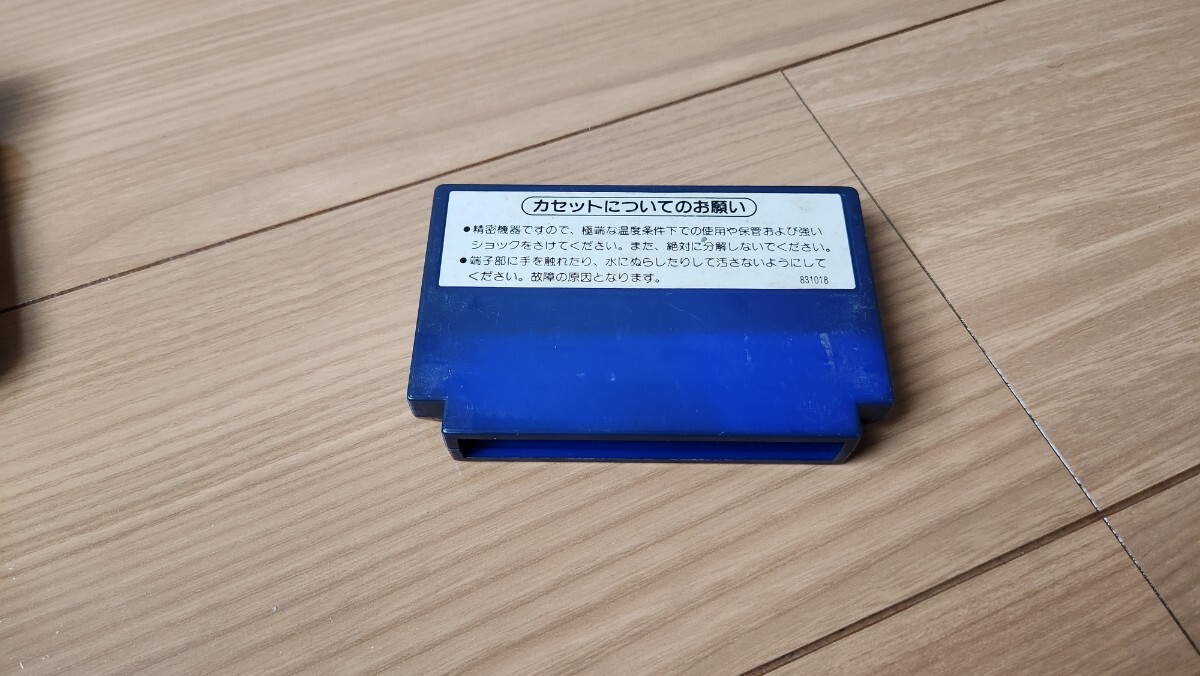 カセットについてのお願い
●精密機器ですので、極端な温度条件下での使用や保管および強い
ショックをさけてください。また、絶対に分解しないでください。
●端子部に手を触れたり、水にぬらしたりして汚さないようにして
ください。故障の原因となります。
831018